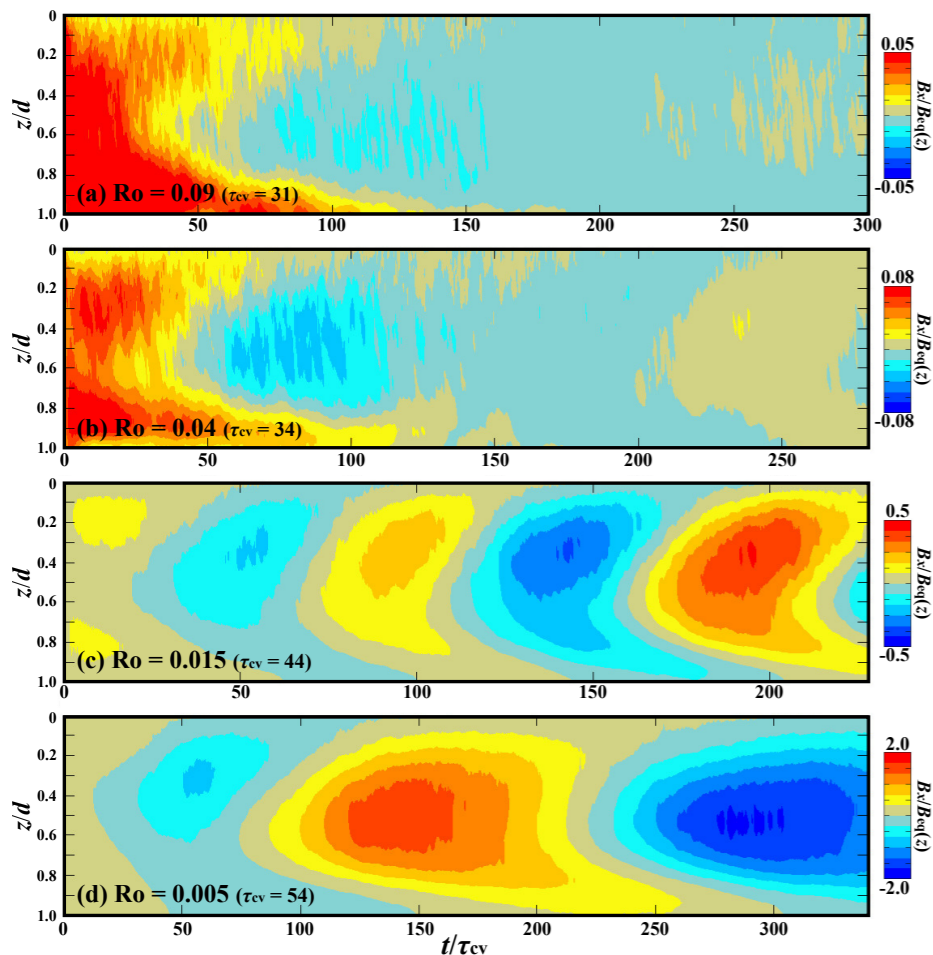 0
0.2
0.4
0.6
0.8
1.0
z/d
(a) Ro = 0.09 (τcv = 31)
0 50 100 150 200 250 300
0.05
-0.05
Bx/Beq(z)
0
0.2
0.4
0.6
0.8
1.0
z/d
(b) Ro = 0.04 (τcv = 34)
0 50 100 150 200 250
0.08
-0.08
Bx/Beq(z)
0
0.2
0.4
0.6
0.8
1.0
z/d
(c) Ro = 0.015 (τcv = 44)
0 50 100 150 200
0.5
-0.5
Bx/Beq(z)
0
0.2
0.4
0.6
0.8
1.0
z/d
(d) Ro = 0.005 (τcv = 54)
0 50 100 150 200 250 300
2.0
-2.0
Bx/Beq(z)
t/τcv